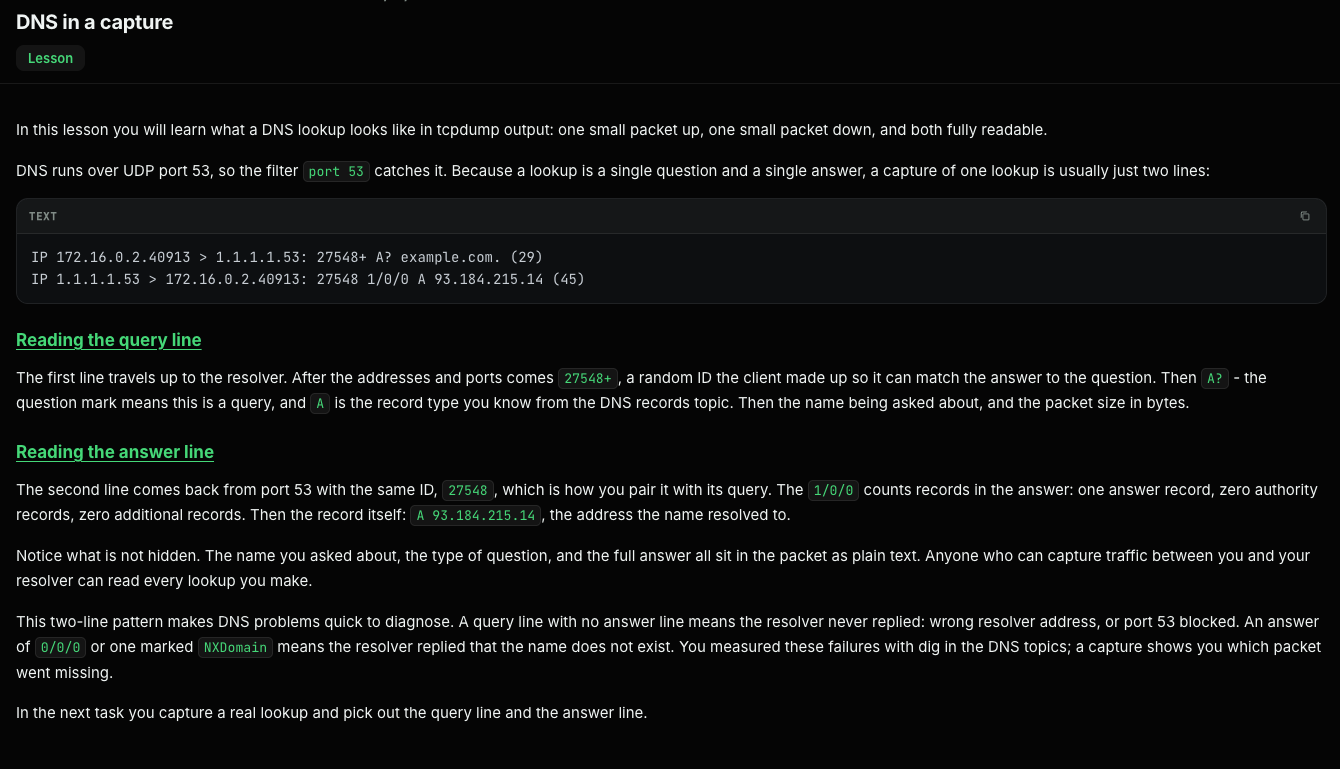 DNS in a capture
Lesson
In this lesson you will learn what a DNS lookup looks like in tcpdump output: one small packet up, one small packet down, and both fully readable.
DNS runs over UDP port 53, so the filter port 53 catches it. Because a lookup is a single question and a single answer, a capture of one lookup is usually just two lines:
TEXT
IP 172.16.0.2.40913 > 1.1.1.1.53: 27548+ A? example.com. (29)
IP 1.1.1.1.53 > 172.16.0.2.40913: 27548 1/0/0 A 93.184.215.14 (45)
Reading the query line
The first line travels up to the resolver. After the addresses and ports comes 27548+, a random ID the client made up so it can match the answer to the question. Then A? - the
question mark means this is a query, and A is the record type you know from the DNS records topic. Then the name being asked about, and the packet size in bytes.
Reading the answer line
The second line comes back from port 53 with the same ID, 27548, which is how you pair it with its query. The 1/0/0 counts records in the answer: one answer record, zero authority
records, zero additional records. Then the record itself: A 93.184.215.14, the address the name resolved to.
Notice what is not hidden. The name you asked about, the type of question, and the full answer all sit in the packet as plain text. Anyone who can capture traffic between you and your
resolver can read every lookup you make.
This two-line pattern makes DNS problems quick to diagnose. A query line with no answer line means the resolver never replied: wrong resolver address, or port 53 blocked. An answer
of 0/0/0 or one marked NXDomain means the resolver replied that the name does not exist. You measured these failures with dig in the DNS topics; a capture shows you which packet
went missing.
In the next task you capture a real lookup and pick out the query line and the answer line.